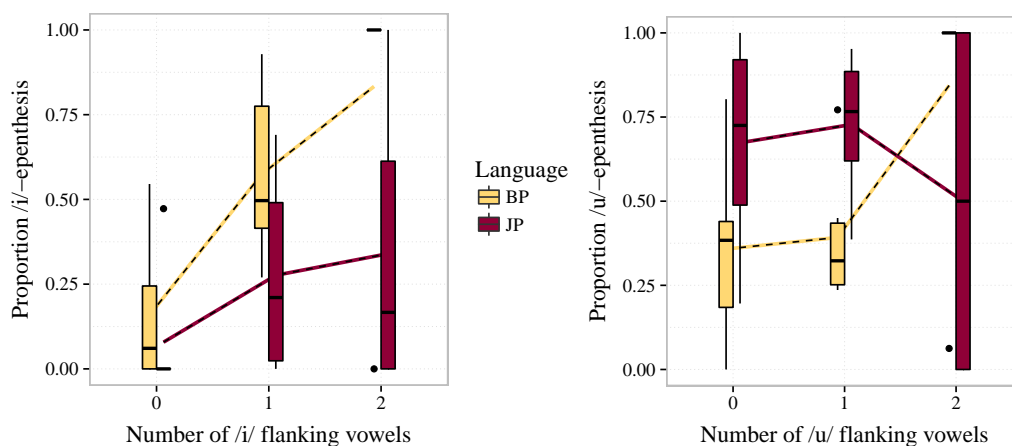 Proportion /i/−epenthesis
1.00
0.75
0.50
0.25
0.00
0
1
2
Number of /i/ flanking vowels
Language
BP
JP
Proportion /u/−epenthesis
1.00
0.75
0.50
0.25
0.00
0
1
2
Number of /u/ flanking vowels